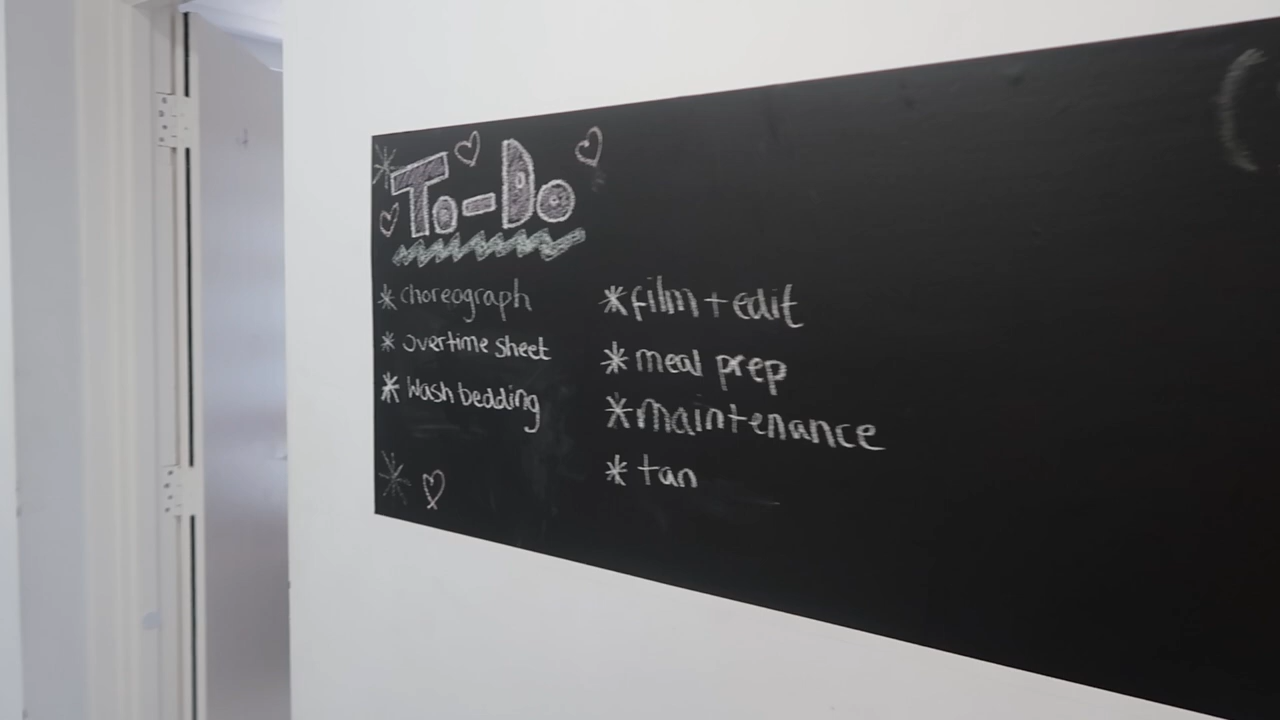 To-Do
* choreograph
* overtime sheet
* Wash bedding
* film + edit
* meal prep
* maintenance
* tan